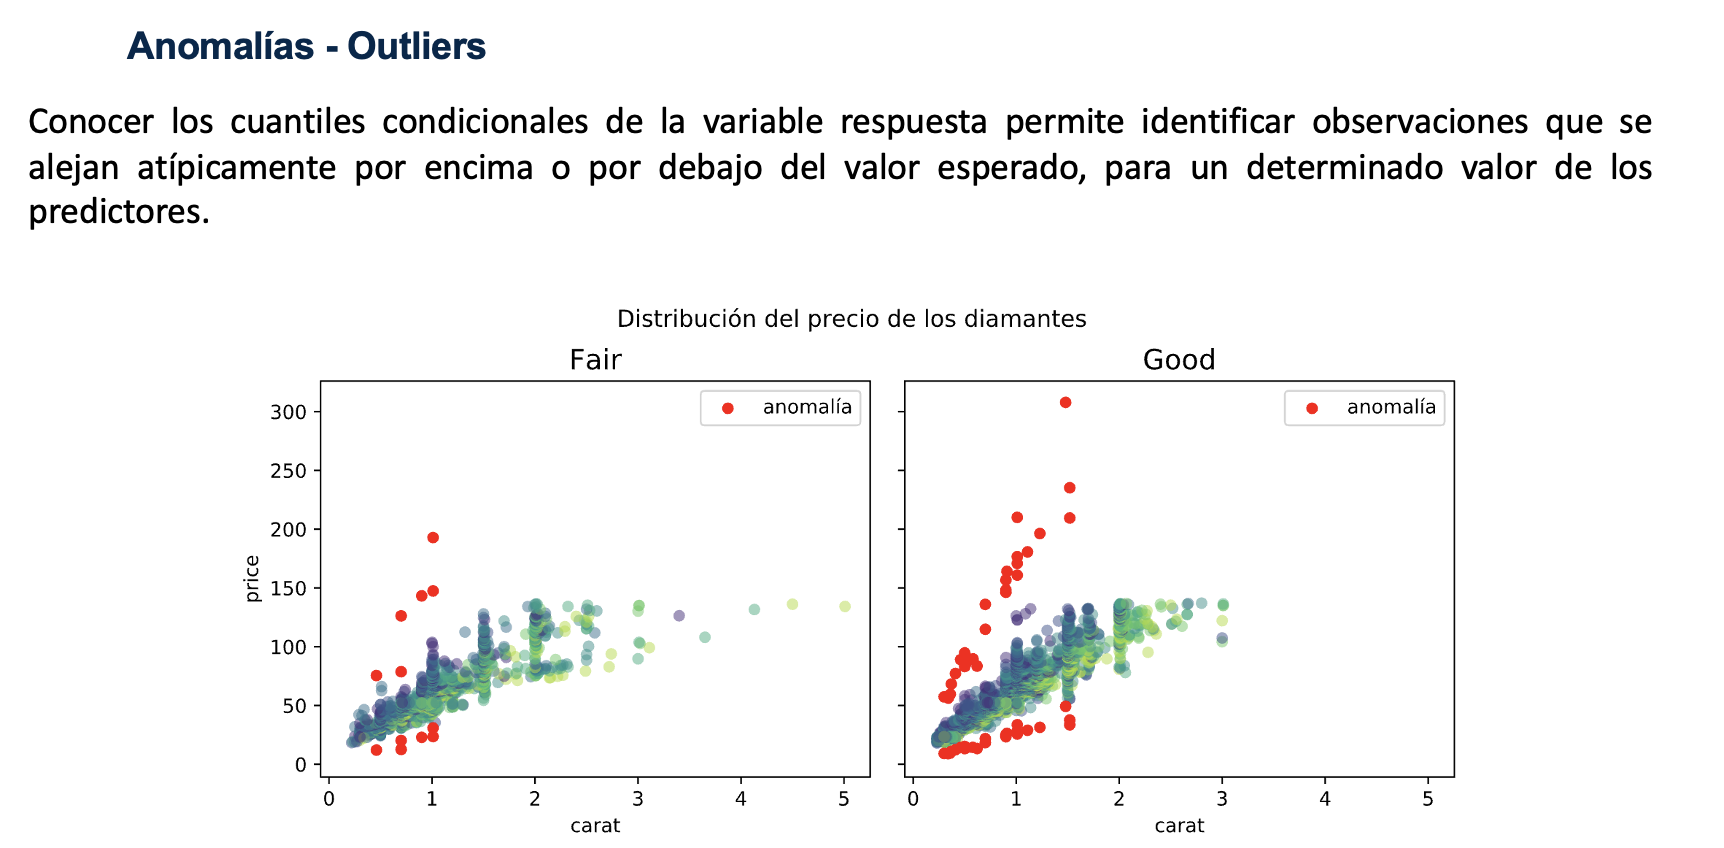 Anomalías - Outliers
Conocer los cuantiles condicionales de la variable respuesta permite identificar observaciones que se
alejan atípicamente por encima o por debajo del valor esperado, para un determinado valor de los
predictores.
Distribución del precio de los diamantes
Fair
Good
anomalía
anomalía
300
250
200
150
100
50
0
price
0 1 2 3 4 5
0 1 2 3 4 5
carat
carat